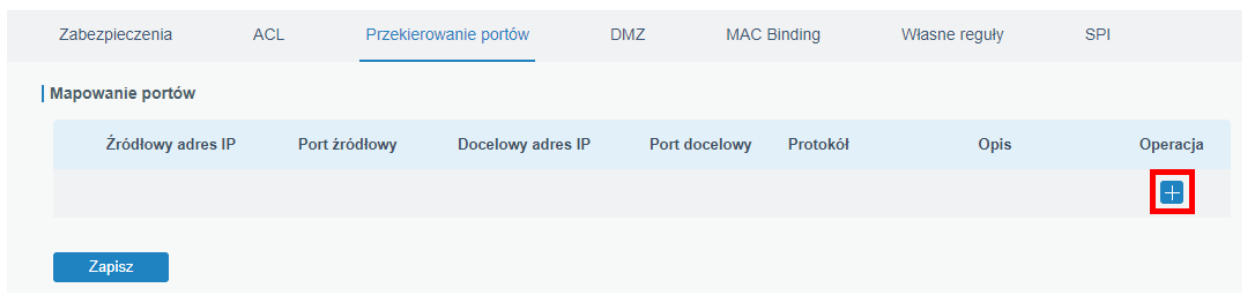 Zabezpieczenia ACL Przekierowanie portów DMZ MAC Binding Własne reguły SPI
Mapowanie portów
Źródłowy adres IP Port źródłowy Docelowy adres IP Port docelowy Protokół Opis Operacja
Zapisz